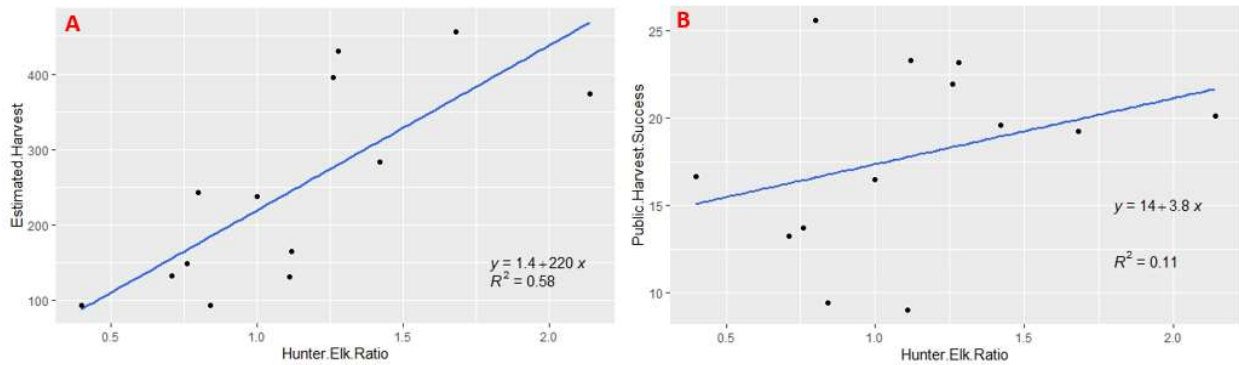 A
Estimated.Harvest
400
300
200
100
y = 1.4+220 x
R² = 0.58
0.5 1.0 1.5 2.0
Hunter.Elk.Ratio
B
Public.Harvest.Success
25
20
15
10
y = 14+3.8 x
R² = 0.11
0.5 1.0 1.5 2.0
Hunter.Elk.Ratio